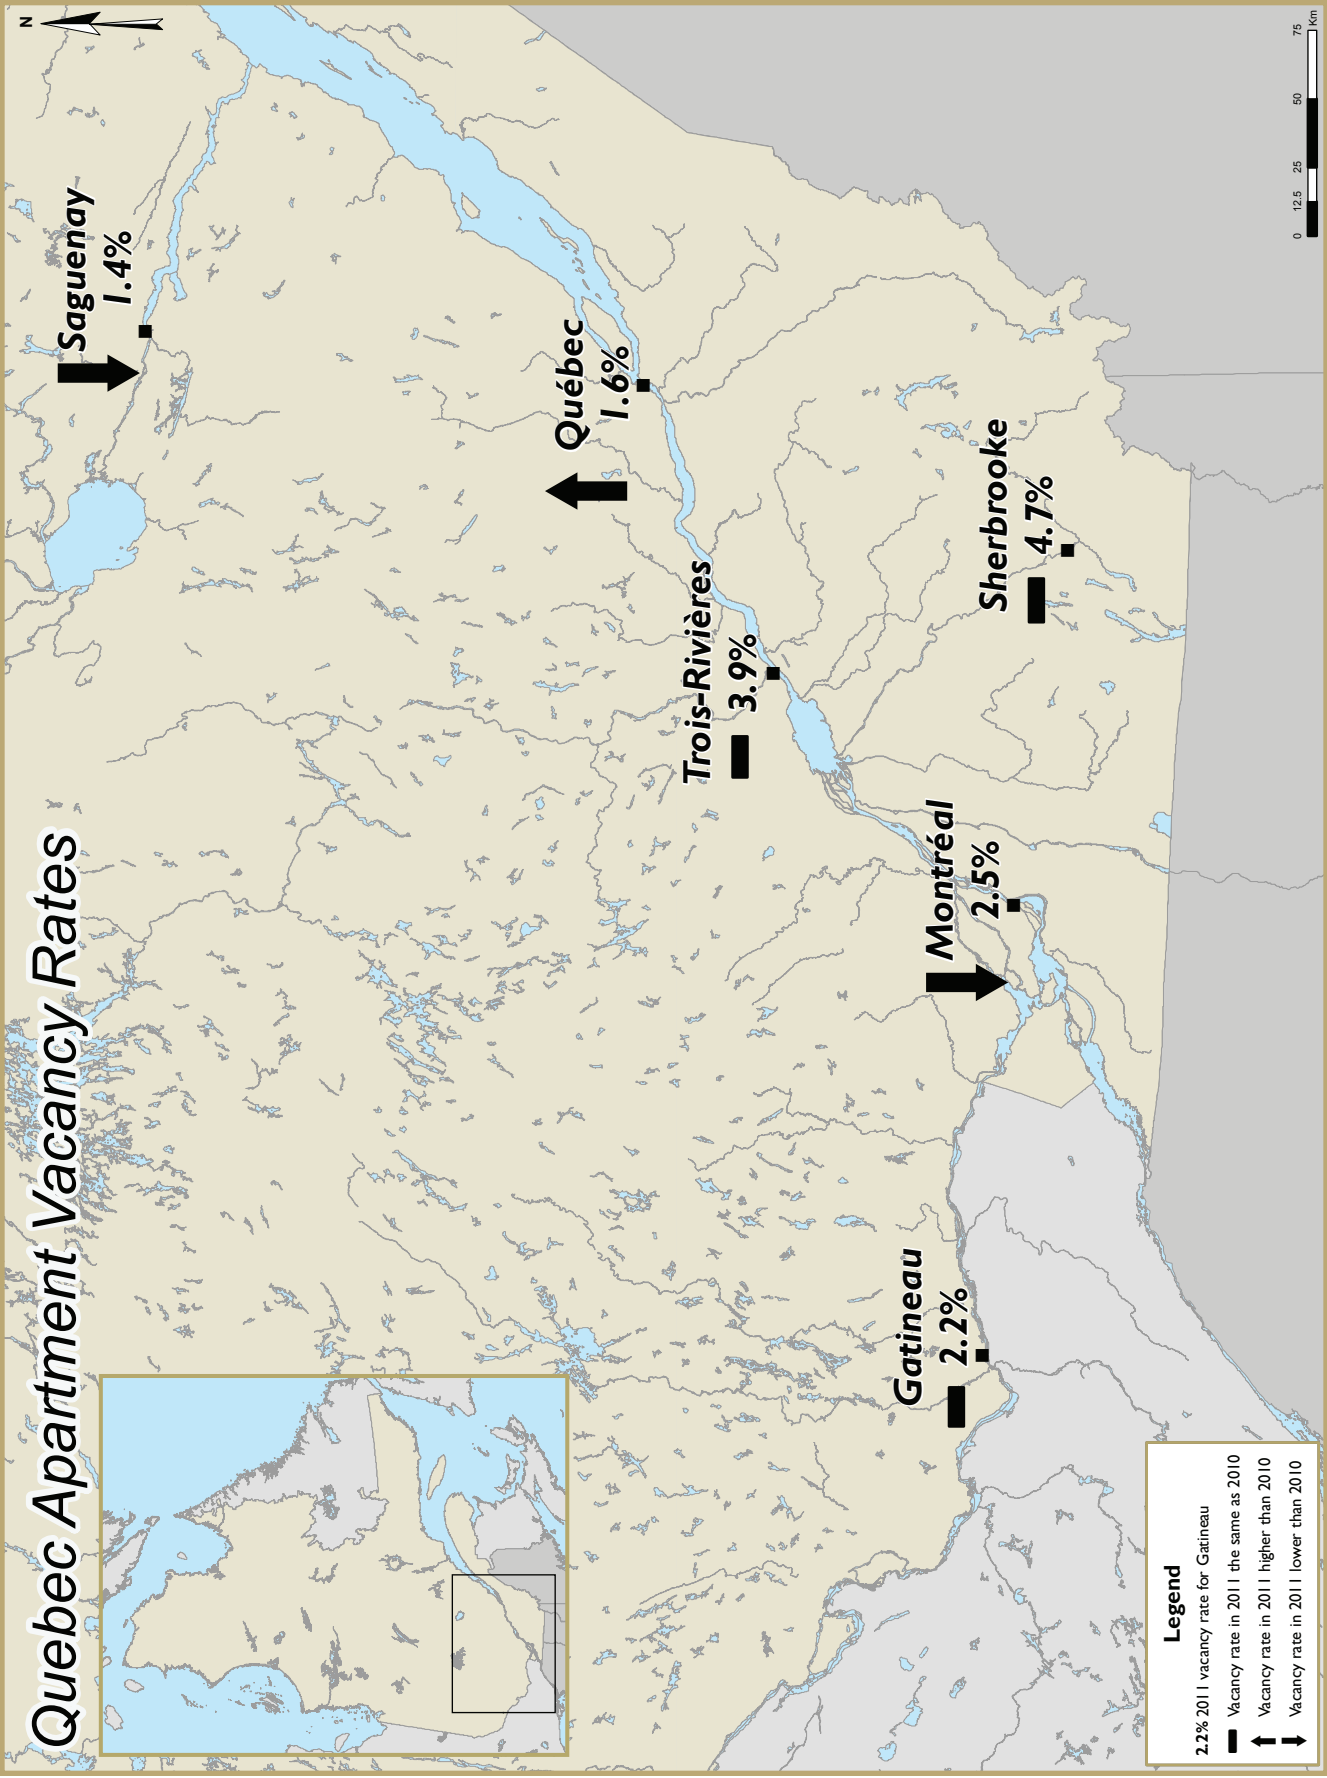 Quebec Apartment Vacancy Rates
N
Saguenay
1.4%
Québec
1.6%
Trois-Rivières
3.9%
Sherbrooke
4.7%
Montréal
2.5%
Gatineau
2.2%
Legend
2.2% 2011 vacancy rate for Gatineau
Vacancy rate in 2011 the same as 2010
Vacancy rate in 2011 higher than 2010
Vacancy rate in 2011 lower than 2010
0 12.5 25 50 75
Km